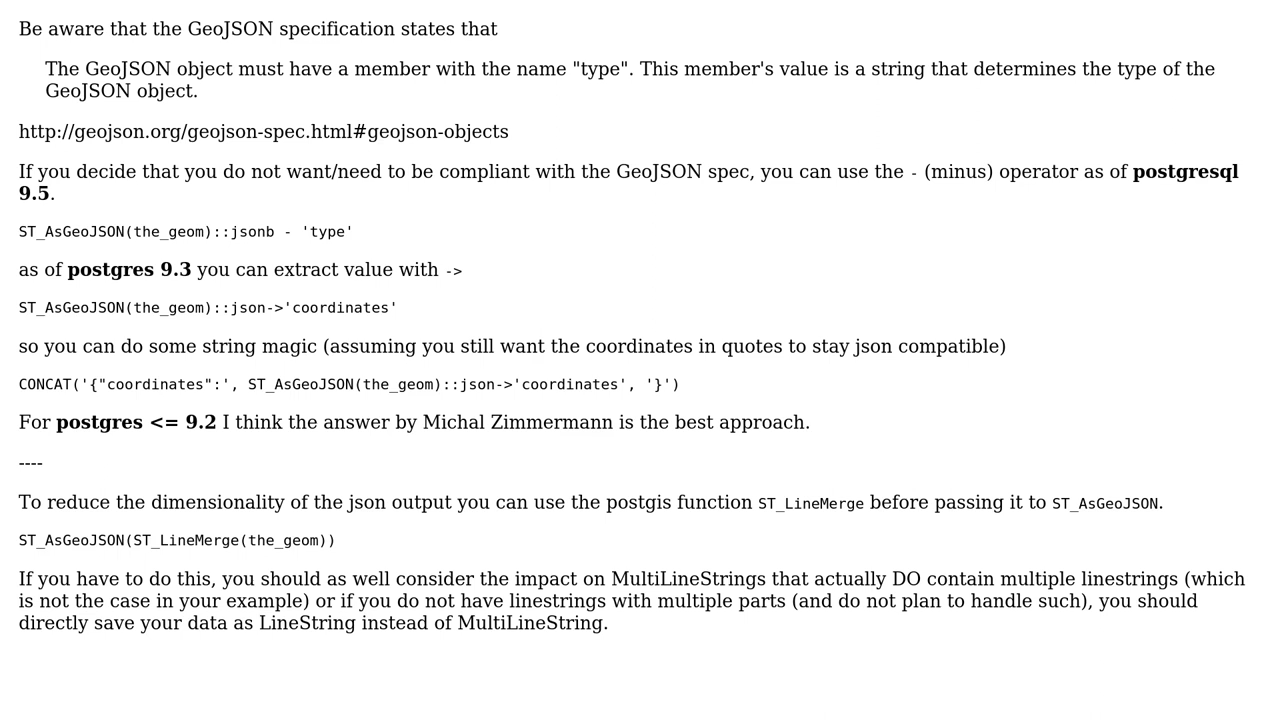 Be aware that the GeoJSON specification states that
The GeoJSON object must have a member with the name "type". This member's value is a string that determines the type of the
GeoJSON object.
http://geojson.org/geojson-spec.html#geojson-objects
If you decide that you do not want/need to be compliant with the GeoJSON spec, you can use the - (minus) operator as of postgresql
9.5.
ST_AsGeoJSON(the_geom)::jsonb - 'type'
as of postgres 9.3 you can extract value with ->
ST_AsGeoJSON(the_geom)::json->'coordinates'
so you can do some string magic (assuming you still want the coordinates in quotes to stay json compatible)
CONCAT('{"coordinates":', ST_AsGeoJSON(the_geom)::json->'coordinates', '}')
For postgres <= 9.2 I think the answer by Michal Zimmermann is the best approach.
----
To reduce the dimensionality of the json output you can use the postgis function ST_LineMerge before passing it to ST_AsGeoJSON.
ST_AsGeoJSON(ST_LineMerge(the_geom))
If you have to do this, you should as well consider the impact on MultiLineStrings that actually DO contain multiple linestrings (which
is not the case in your example) or if you do not have linestrings with multiple parts (and do not plan to handle such), you should
directly save your data as LineString instead of MultiLineString.